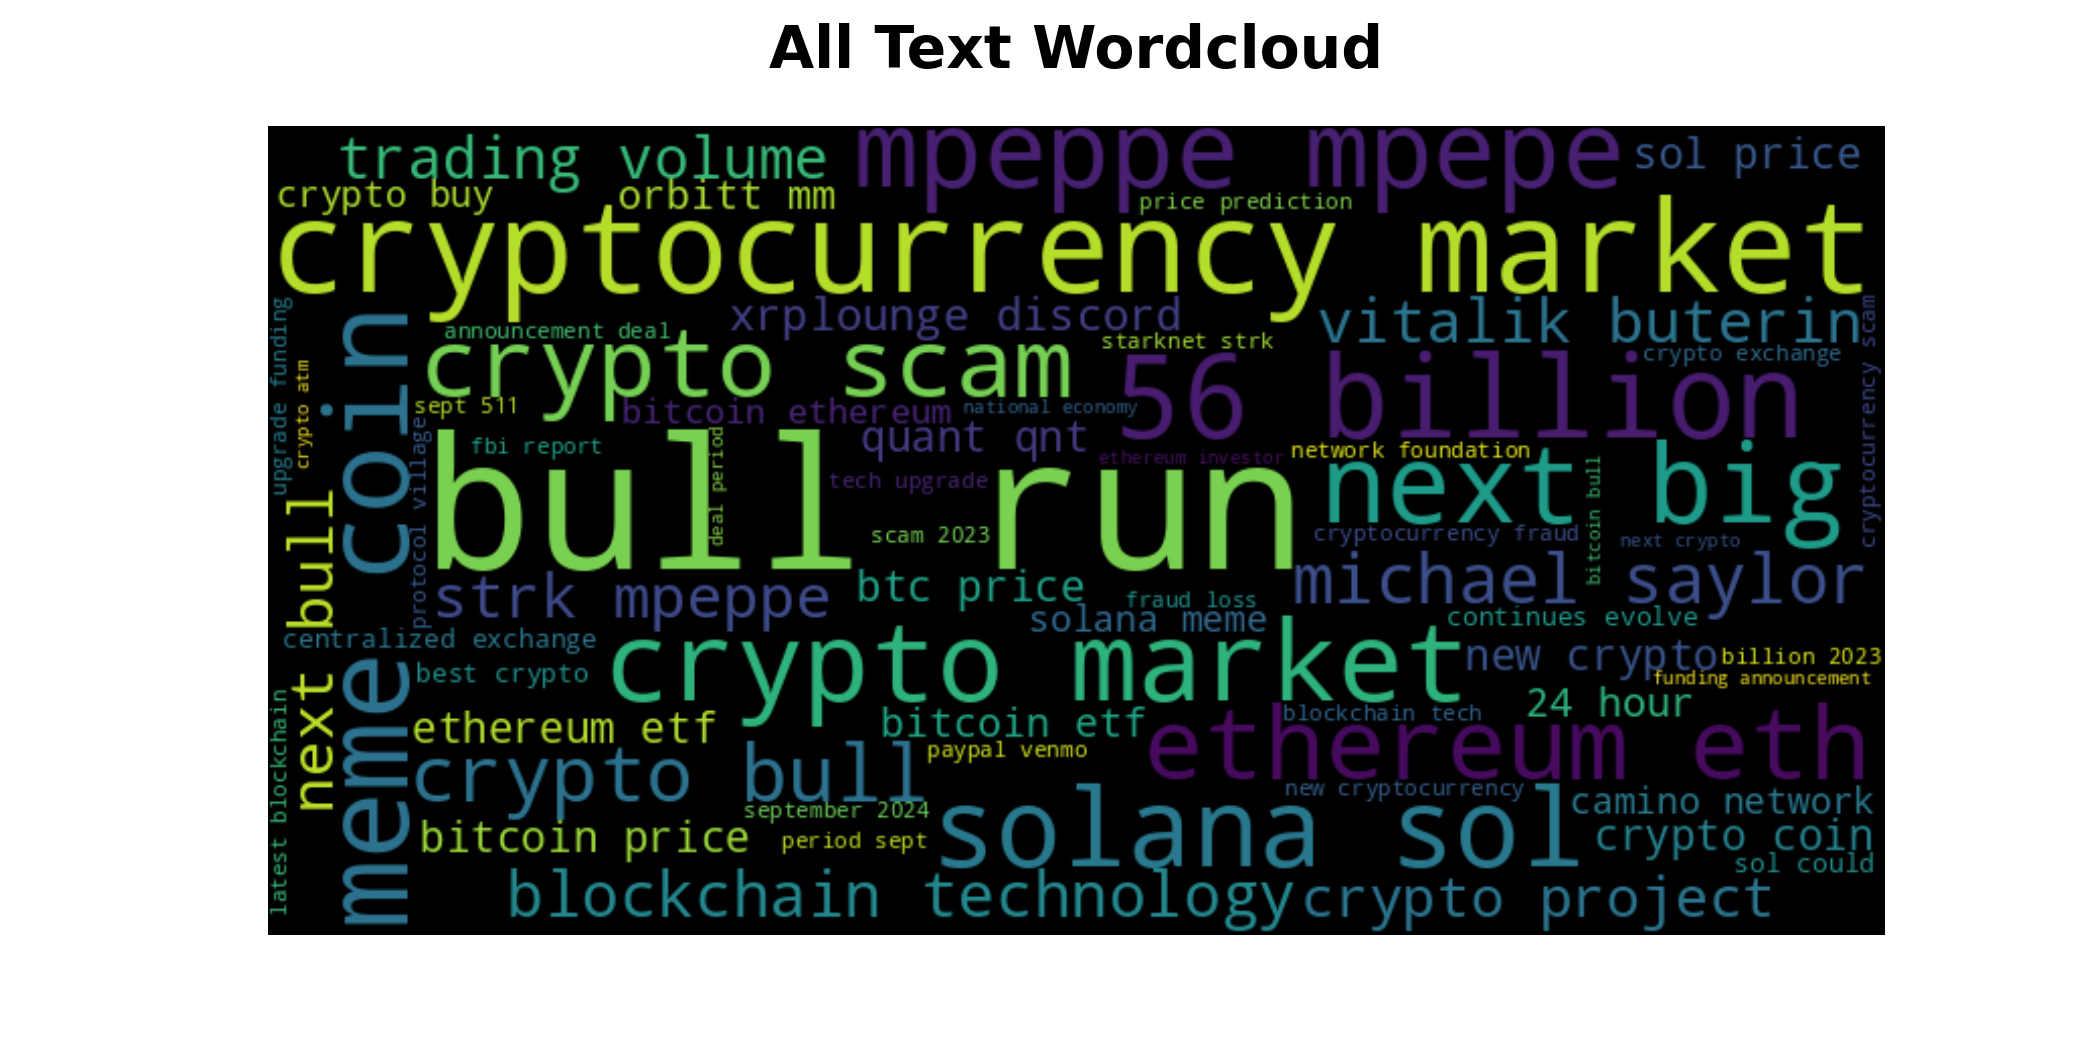 All Text Wordcloud
trading volume
mpeppe mpepe
sol price
crypto buy
orbitt mm
price prediction
cryptocurrency market
upgrade funding
crypto atm
meme coin
announcement deal
xrplounge discord
vitalik buterin
cryptocurrency scam
crypto scam
starknet strk
crypto exchange
56 billion
sept 511
bitcoin ethereum
national economy
protocol village
fbi report
deal period
quant qnt
ethereum investor
network foundation
next big
bull run
tech upgrade
bitcoin bull
scam 2023
cryptocurrency fraud
next crypto
next bull
strk mpeppe
btc price
michael saylor
fraud loss
solana meme
continues evolve
centralized exchange
crypto market
new crypto
billion 2023
best crypto
funding announcement
latest blockchain
24 hour
ethereum etf
bitcoin etf
blockchain tech
ethereum eth
crypto bull
paypal venmo
new cryptocurrency
camino network
september 2024
solana sol
bitcoin price
period sept
crypto coin
sol could
blockchain technology
crypto project